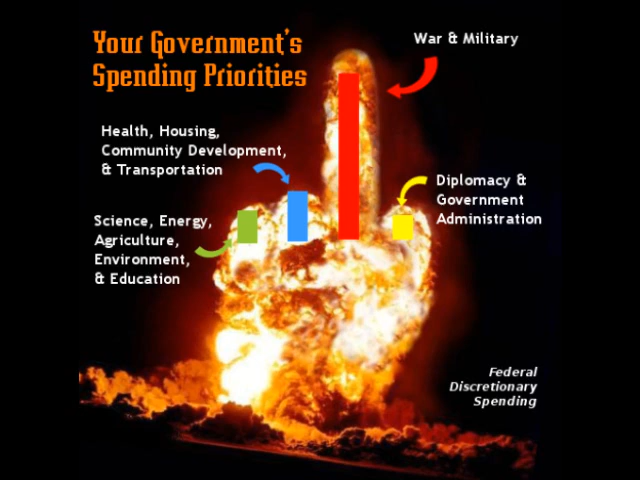 Your Government's
Spending Priorities
War & Military
Health, Housing,
Community Development,
& Transportation
Diplomacy &
Government
Administration
Science, Energy,
Agriculture,
Environment,
& Education
Federal
Discretionary
Spending